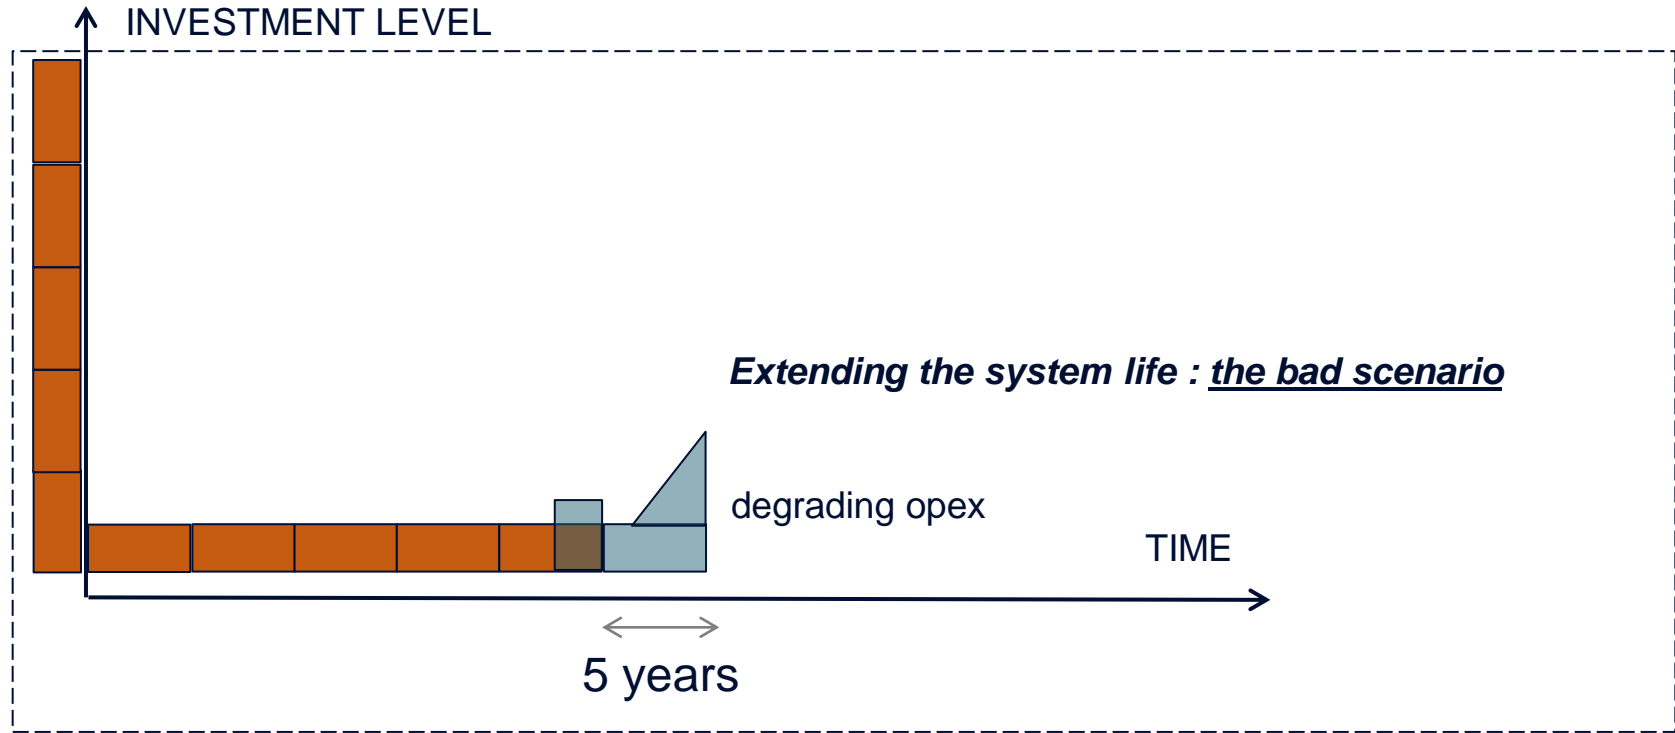 INVESTMENT LEVEL
Extending the system life : the bad scenario
degrading opex
TIME
5 years